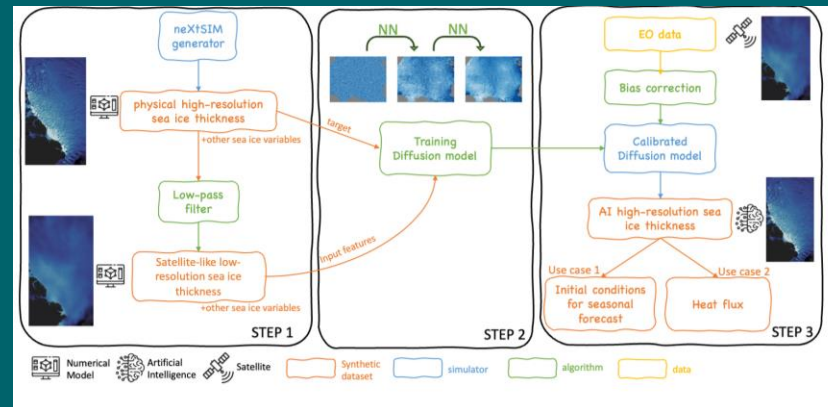 neXtSIM
generator
physical high-resolution
sea ice thickness
+other sea ice variables
Low-pass
filter
Satellite-like low-
resolution sea ice
thickness
+other sea ice variables
STEP 1
NN
NN
target
Training
Diffusion model
Input features
STEP 2
EO data
Bias correction
Calibrated
Diffusion model
AI high-resolution sea
ice thickness
Use case 1
Use case 2
Initial conditions
for seasonal
forecast
Heat flux
STEP 3
Numerical
Model
Artificial
Intelligence
Satellite
Synthetic
dataset
simulator
algorithm
data